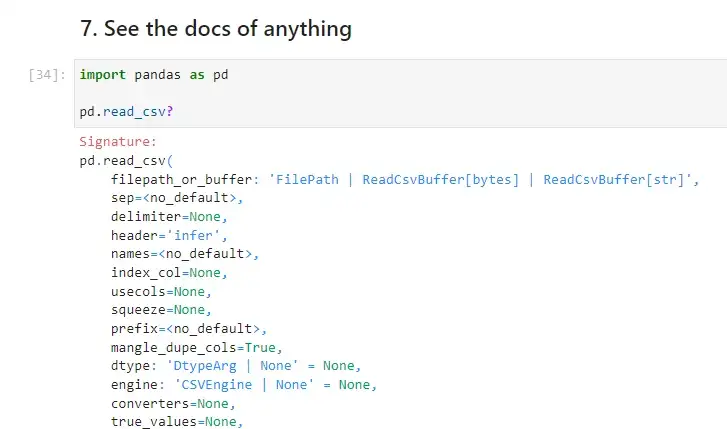 7. See the docs of anything
[34]: import pandas as pd
pd.read_csv?
Signature:
pd.read_csv(
    filepath_or_buffer: 'FilePath | ReadCsvBuffer[bytes] | ReadCsvBuffer[str]',
    sep=<no_default>,
    delimiter=None,
    header='infer',
    names=<no_default>,
    index_col=None,
    usecols=None,
    squeeze=None,
    prefix=<no_default>,
    mangle_dupe_cols=True,
    dtype: 'DtypeArg | None' = None,
    engine: 'CSVEngine | None' = None,
    converters=None,
    true_values=None,